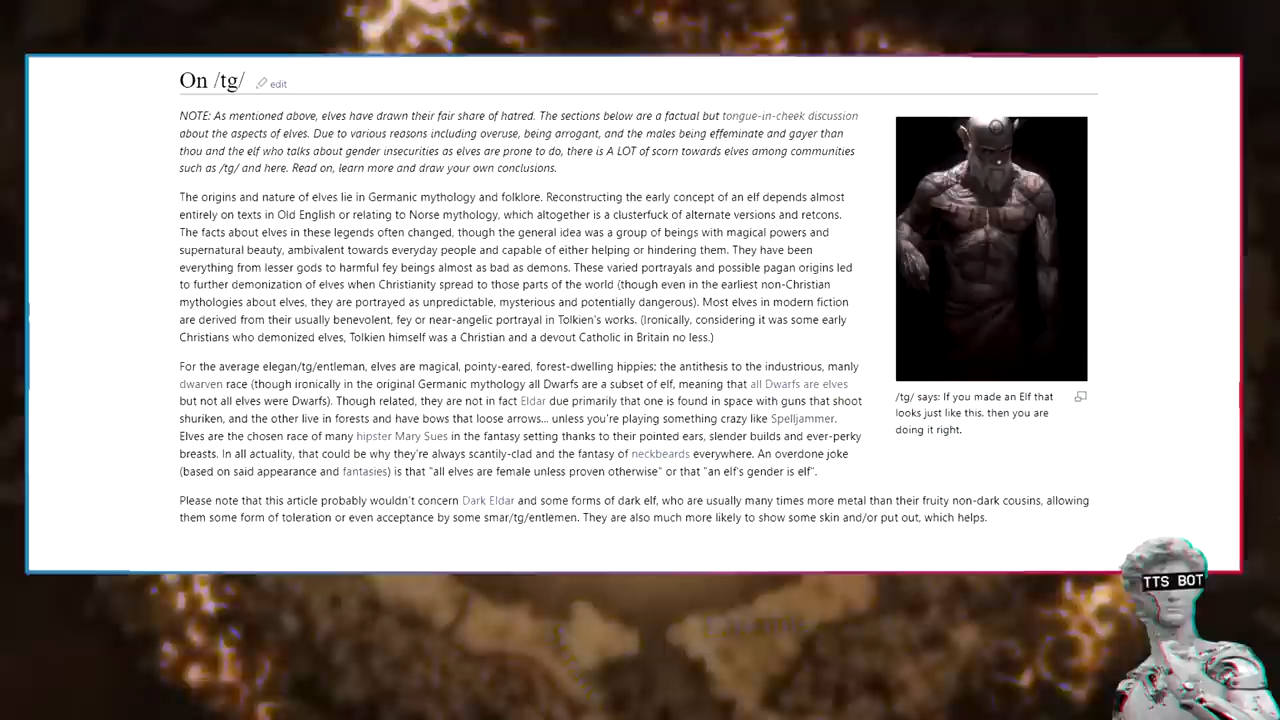 On /tg/ edit
NOTE: As mentioned above, elves have drawn their fair share of hatred. The sections below are a factual but tongue-in-cheek discussion
about the aspects of elves. Due to various reasons including overuse, being arrogant, and the males being effeminate and gayer than
thou and the elf who talks about gender insecurities as elves are prone to do, there is A LOT of scorn towards elves among communities
such as /tg/ and here. Read on, learn more and draw your own conclusions.
The origins and nature of elves lie in Germanic mythology and folklore. Reconstructing the early concept of an elf depends almost
entirely on texts in Old English or relating to Norse mythology, which altogether is a clusterfuck of alternate versions and retcons.
The facts about elves in these legends often changed, though the general idea was a group of beings with magical powers and
supernatural beauty, ambivalent towards everyday people and capable of either helping or hindering them. They have been
everything from lesser gods to harmful fey beings almost as bad as demons. These varied portrayals and possible pagan origins led
to further demonization of elves when Christianity spread to those parts of the world (though even in the earliest non-Christian
mythologies about elves, they are portrayed as unpredictable, mysterious and potentially dangerous). Most elves in modern fiction
are derived from their usually benevolent, fey or near-angelic portrayal in Tolkien's works. (Ironically, considering it was some early
Christians who demonized elves, Tolkien himself was a Christian and a devout Catholic in Britain no less.)
For the average elegan/tg/entleman, elves are magical, pointy-eared, forest-dwelling hippies; the antithesis to the industrious, manly
dwarven race (though ironically in the original Germanic mythology all Dwarfs are a subset of elf, meaning that all Dwarfs are elves
but not all elves were Dwarfs). Though related, they are not in fact Eldar due primarily that one is found in space with guns that shoot
shuriken, and the other live in forests and have bows that loose arrows... unless you're playing something crazy like Spelljammer.
Elves are the chosen race of many hipster Mary Sues in the fantasy setting thanks to their pointed ears, slender builds and ever-perky
breasts. In all actuality, that could be why they're always scantily-clad and the fantasy of neckbeards everywhere. An overdone joke
(based on said appearance and fantasies) is that "all elves are female unless proven otherwise" or that "an elf's gender is elf".
Please note that this article probably wouldn't concern Dark Eldar and some forms of dark elf, who are usually many times more metal than their fruity non-dark cousins, allowing
them some form of toleration or even acceptance by some smar/tg/entlemen. They are also much more likely to show some skin and/or put out, which helps.
/tg/ says: If you made an Elf that
looks just like this. then you are
doing it right.
TTS BOT